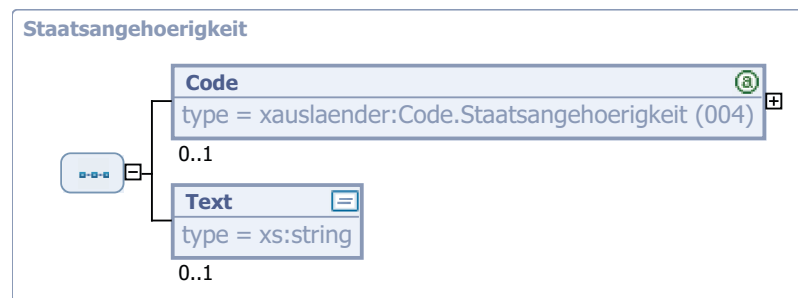 Staatsangehoerigkeit
Code
type = xauslaender:Code.Staatsangehoerigkeit (004)
0..1
Text
type = xs:string
0..1